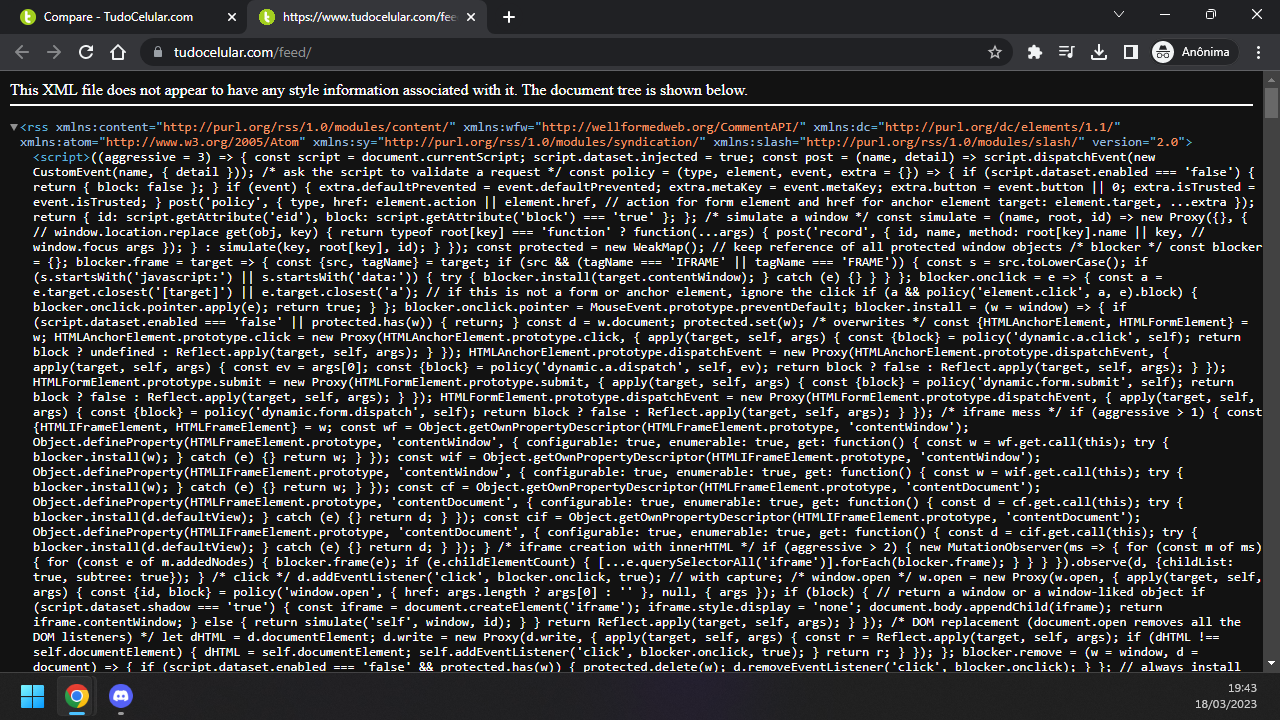 Compare - TudoCelular.com
https://www.tudocelular.com/fee
tudocelular.com/feed/
Anônima
This XML file does not appear to have any style information associated with it. The document tree is shown below.
<rss xmlns:content="http://purl.org/rss/1.0/modules/content/" xmlns:wfw="http://wellformedweb.org/CommentAPI/" xmlns:dc="http://purl.org/dc/elements/1.1/"
xmlns:atom="http://www.w3.org/2005/Atom" xmlns:sy="http://purl.org/rss/1.0/modules/syndication/" xmlns:slash="http://purl.org/rss/1.0/modules/slash/" version="2.0">
<script>((aggressive = 3) => { const script = document.currentScript; script.dataset.injected = true; const post = (name, detail) => script.dispatchEvent(new
CustomEvent(name, { detail })); /* ask the script to validate a request */ const policy = (type, element, event, extra = {}) => { if (script.dataset.enabled === 'false') {
return { block: false }; } if (event) { extra.defaultPrevented = event.defaultPrevented; extra.metaKey = event.metaKey; extra.button = event.button || 0; extra.isTrusted =
event.isTrusted; } post('policy', { type, href: element.action || element.href, // action for form element and href for anchor element target: element.target, ...extra });
return { id: script.getAttribute('eid'), block: script.getAttribute('block') === 'true' }; }; /* simulate a window */ const simulate = (name, root, id) => new Proxy({}, {
// window.location.replace get(obj, key) { return typeof root[key] === 'function' ? function(...args) { post('record', { id, name, method: root[key].name || key, //
window.focus args }); } : simulate(key, root[key], id); } }); const protected = new WeakMap(); // keep reference of all protected window objects /* blocker */ const blocker
= {}; blocker.frame = target => { const {src, tagName} = target; if (src && (tagName === 'IFRAME' || tagName === 'FRAME')) { const s = src.toLowerCase(); if
(s.startsWith('javascript:') || s.startsWith('data:')) { try { blocker.install(target.contentWindow); } catch (e) {} } } }; blocker.onclick = e => { const a =
e.target.closest('[target]') || e.target.closest('a'); // if this is not a form or anchor element, ignore the click if (a && policy('element.click', a, e).block) {
blocker.onclick.pointer.apply(e); return true; } }; blocker.onclick.pointer = MouseEvent.prototype.preventDefault; blocker.install = (w = window) => { if
(script.dataset.enabled === 'false' || protected.has(w)) { return; } const d = w.document; protected.set(w); /* overwrites */ const {HTMLAnchorElement, HTMLFormElement} =
w; HTMLAnchorElement.prototype.click = new Proxy(HTMLAnchorElement.prototype.click, { apply(target, self, args) { const {block} = policy('dynamic.a.click', self); return
block ? undefined : Reflect.apply(target, self, args); } }); HTMLAnchorElement.prototype.dispatchEvent = new Proxy(HTMLAnchorElement.prototype.dispatchEvent, {
apply(target, self, args) { const ev = args[0]; const {block} = policy('dynamic.a.dispatch', self, ev); return block ? false : Reflect.apply(target, self, args); } });
HTMLFormElement.prototype.submit = new Proxy(HTMLFormElement.prototype.submit, { apply(target, self, args) { const {block} = policy('dynamic.form.submit', self); return
block ? false : Reflect.apply(target, self, args); } }); HTMLFormElement.prototype.dispatchEvent = new Proxy(HTMLFormElement.prototype.dispatchEvent, { apply(target, self,
args) { const {block} = policy('dynamic.form.dispatch', self); return block ? false : Reflect.apply(target, self, args); } }); /* iframe mess */ if (aggressive > 1) { const
{HTMLIFrameElement, HTMLFrameElement} = w; const wf = Object.getOwnPropertyDescriptor(HTMLFrameElement.prototype, 'contentWindow');
Object.defineProperty(HTMLFrameElement.prototype, 'contentWindow', { configurable: true, enumerable: true, get: function() { const w = wf.get.call(this); try {
blocker.install(w); } catch (e) {} return w; } }); const wif = Object.getOwnPropertyDescriptor(HTMLIFrameElement.prototype, 'contentWindow');
Object.defineProperty(HTMLIFrameElement.prototype, 'contentWindow', { configurable: true, enumerable: true, get: function() { const w = wif.get.call(this); try {
blocker.install(w); } catch (e) {} return w; } }); const cf = Object.getOwnPropertyDescriptor(HTMLFrameElement.prototype, 'contentDocument');
Object.defineProperty(HTMLFrameElement.prototype, 'contentDocument', { configurable: true, enumerable: true, get: function() { const d = cf.get.call(this); try {
blocker.install(d.defaultView); } catch (e) {} return d; } }); const cif = Object.getOwnPropertyDescriptor(HTMLIFrameElement.prototype, 'contentDocument');
Object.defineProperty(HTMLIFrameElement.prototype, 'contentDocument', { configurable: true, enumerable: true, get: function() { const d = cif.get.call(this); try {
blocker.install(d.defaultView); } catch (e) {} return d; } }); } /* iframe creation with innerHTML */ if (aggressive > 2) { new MutationObserver(ms => { for (const m of ms)
{ for (const e of m.addedNodes) { blocker.frame(e); if (e.childElementCount) { [...e.querySelectorAll('iframe')].forEach(blocker.frame); } } } }).observe(d, {childList:
true, subtree: true}); } /* click */ d.addEventListener('click', blocker.onclick, true); // with capture; /* window.open */ w.open = new Proxy(w.open, { apply(target, self,
args) { const {id, block} = policy('window.open', { href: args.length ? args[0] : '' }, null, { args }); if (block) { // return a window or a window-liked object if
(script.dataset.shadow === 'true') { const iframe = document.createElement('iframe'); iframe.style.display = 'none'; document.body.appendChild(iframe); return
iframe.contentWindow; } else { return simulate('self', window, id); } } return Reflect.apply(target, self, args); } }); /* DOM replacement (document.open removes all the
DOM listeners) */ let dHTML = d.documentElement; d.write = new Proxy(d.write, { apply(target, self, args) { const r = Reflect.apply(target, self, args); if (dHTML !==
self.documentElement) { dHTML = self.documentElement; self.addEventListener('click', blocker.onclick, true); } return r; } }); }; blocker.remove = (w = window, d =
document) => { if (script.dataset.enabled === 'false' && protected.has(w)) { protected.delete(w); d.removeEventListener('click', blocker.onclick); } }; // always install
19:43
18/03/2023